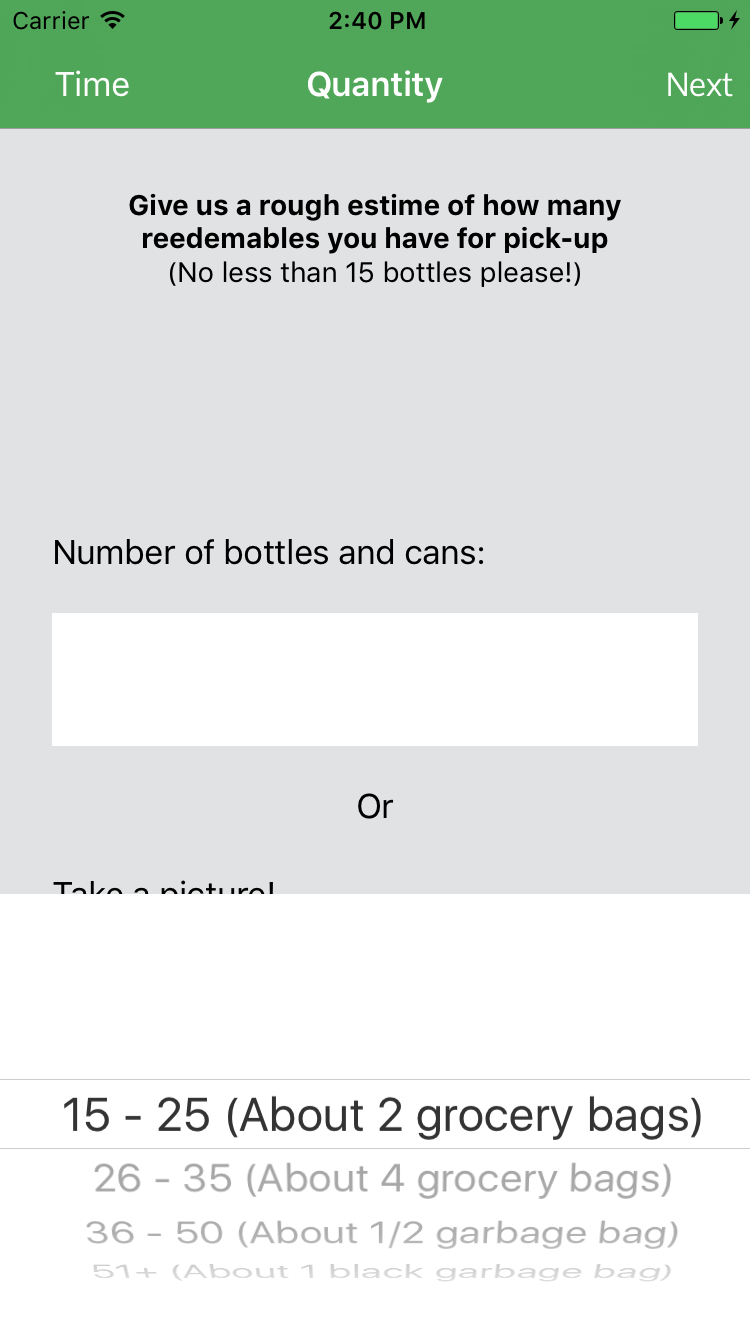 Carrier 2:40 PM
Time Quantity Next
Give us a rough estime of how many
reedemables you have for pick-up
(No less than 15 bottles please!)
Number of bottles and cans:
Or
Take a picture!
15 - 25 (About 2 grocery bags)
26 - 35 (About 4 grocery bags)
36 - 50 (About 1/2 garbage bag)
51+ (About 1 black garbage bag)